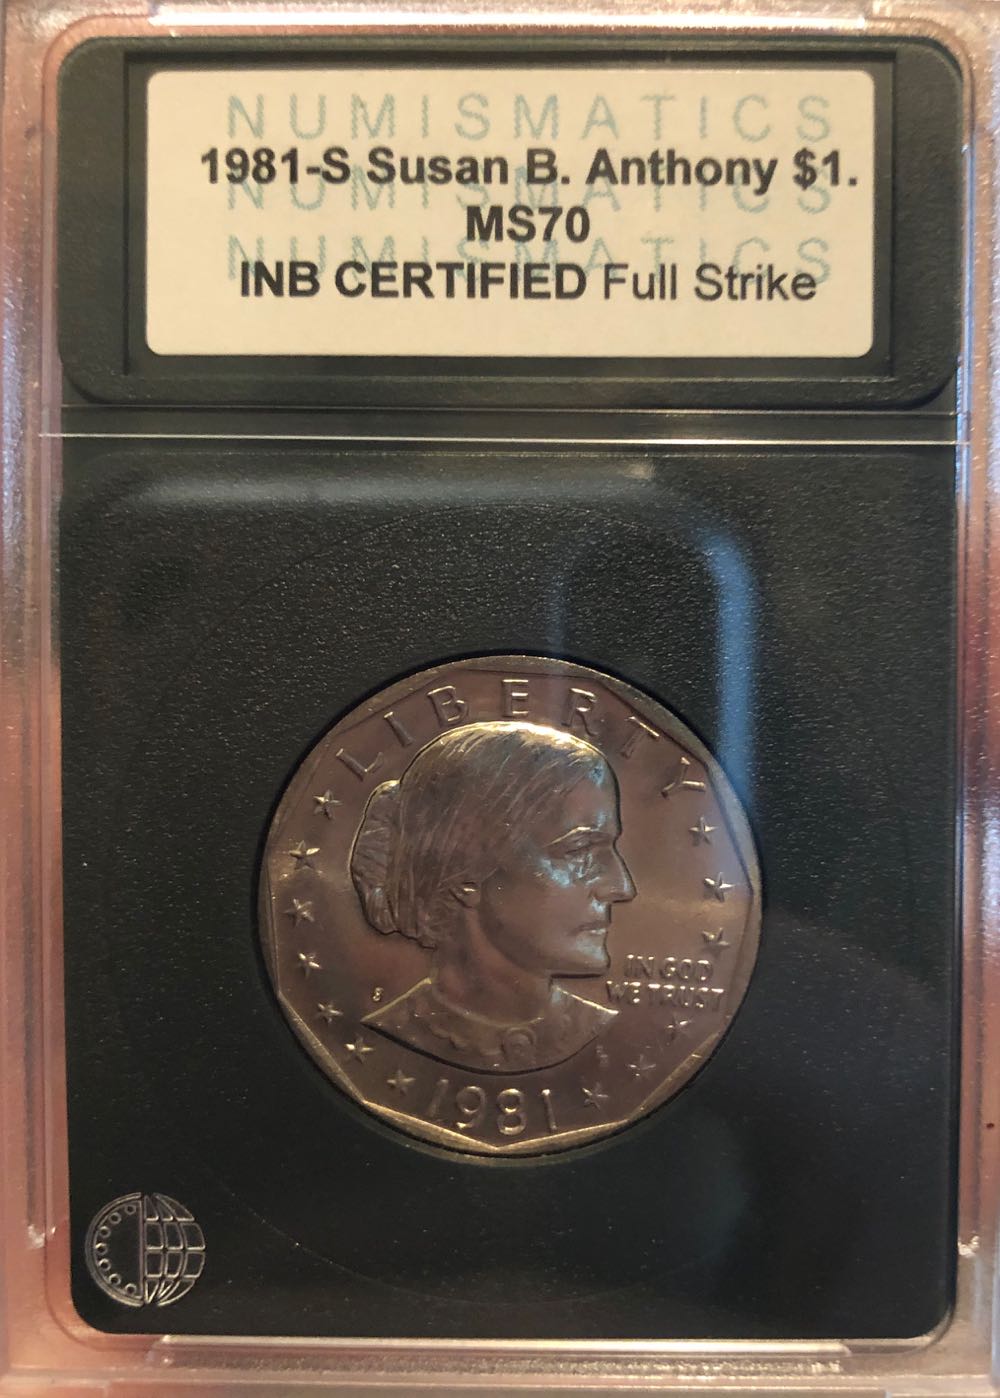 NUMISMATICS
1981-S Susan B. Anthony $1.
NUMISMATICS
MS70
NUMISMATICS
INB CERTIFIED Full Strike
LIBERTY
IN GOD
WE TRUST
S
1981